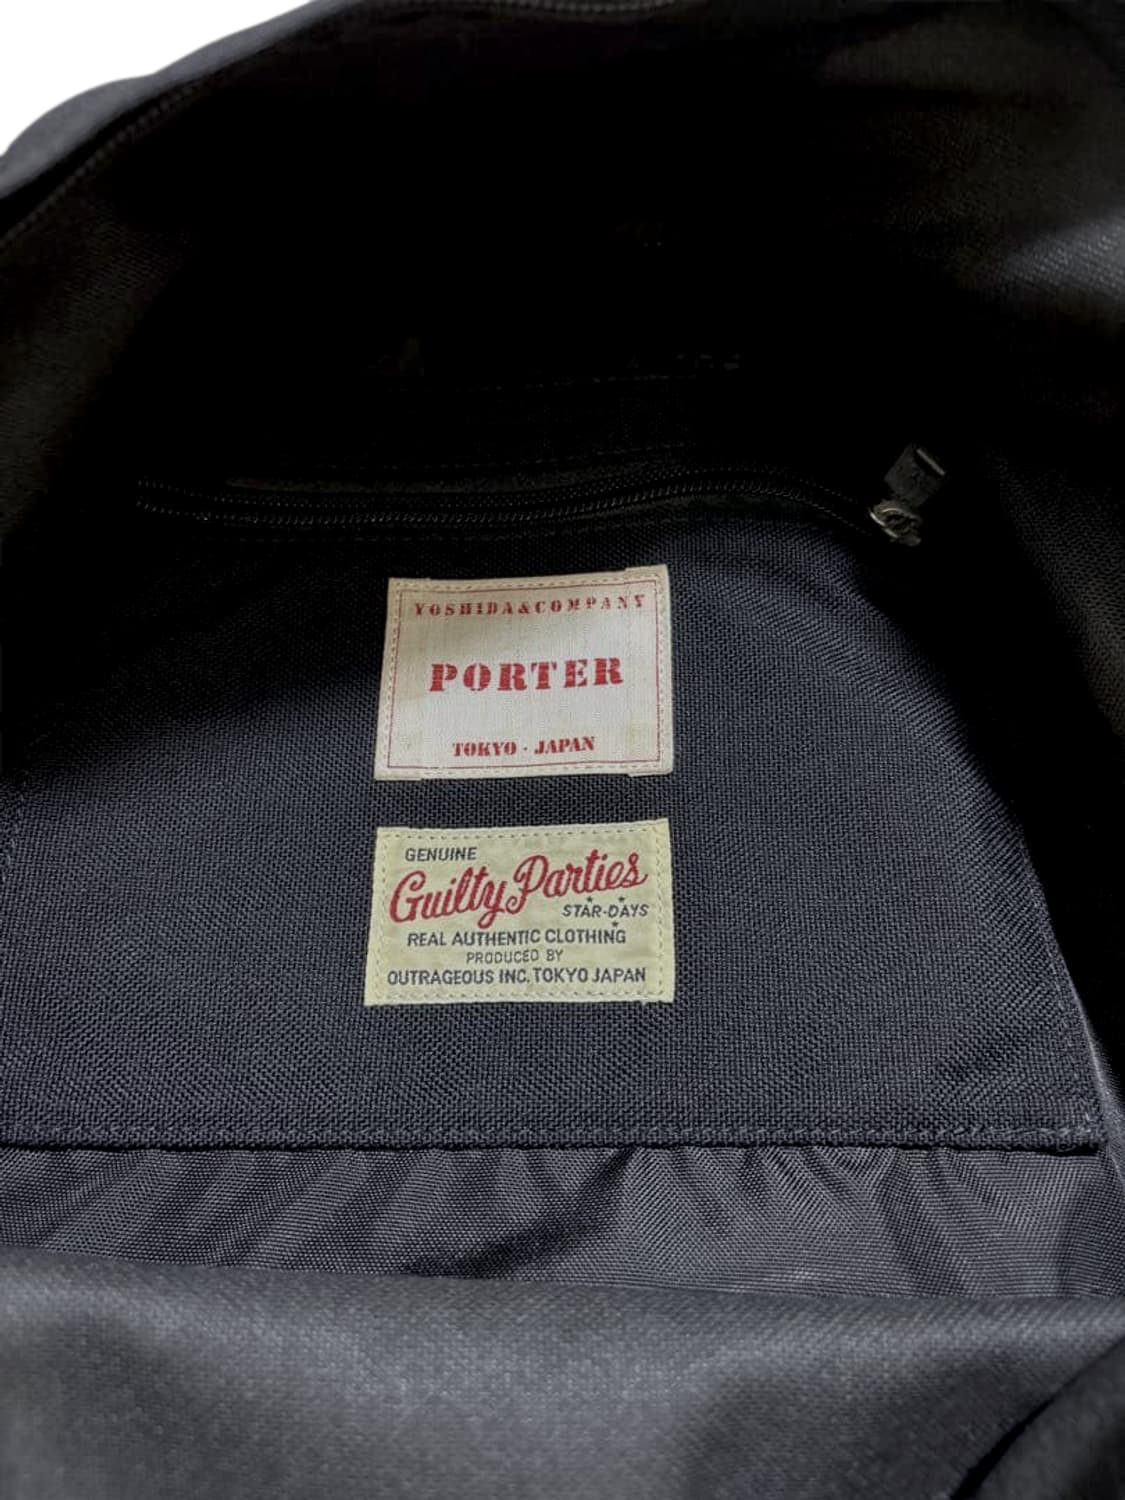 YOSHIDA&COMPANY
PORTER
TOKYO · JAPAN
GENUINE
Guilty Parties
STAR-DAYS
REAL AUTHENTIC CLOTHING
PRODUCED BY
OUTRAGEOUS INC, TOKYO JAPAN